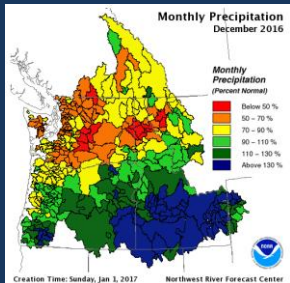 Monthly Precipitation
December 2016
Monthly
Precipitation
(Percent Normal)
Below 50 %
50 - 70 %
70 - 90 %
90 - 110 %
110 - 130 %
Above 130 %
noaa
Creation Time: Sunday, Jan 1, 2017
Northwest River Forecast Center